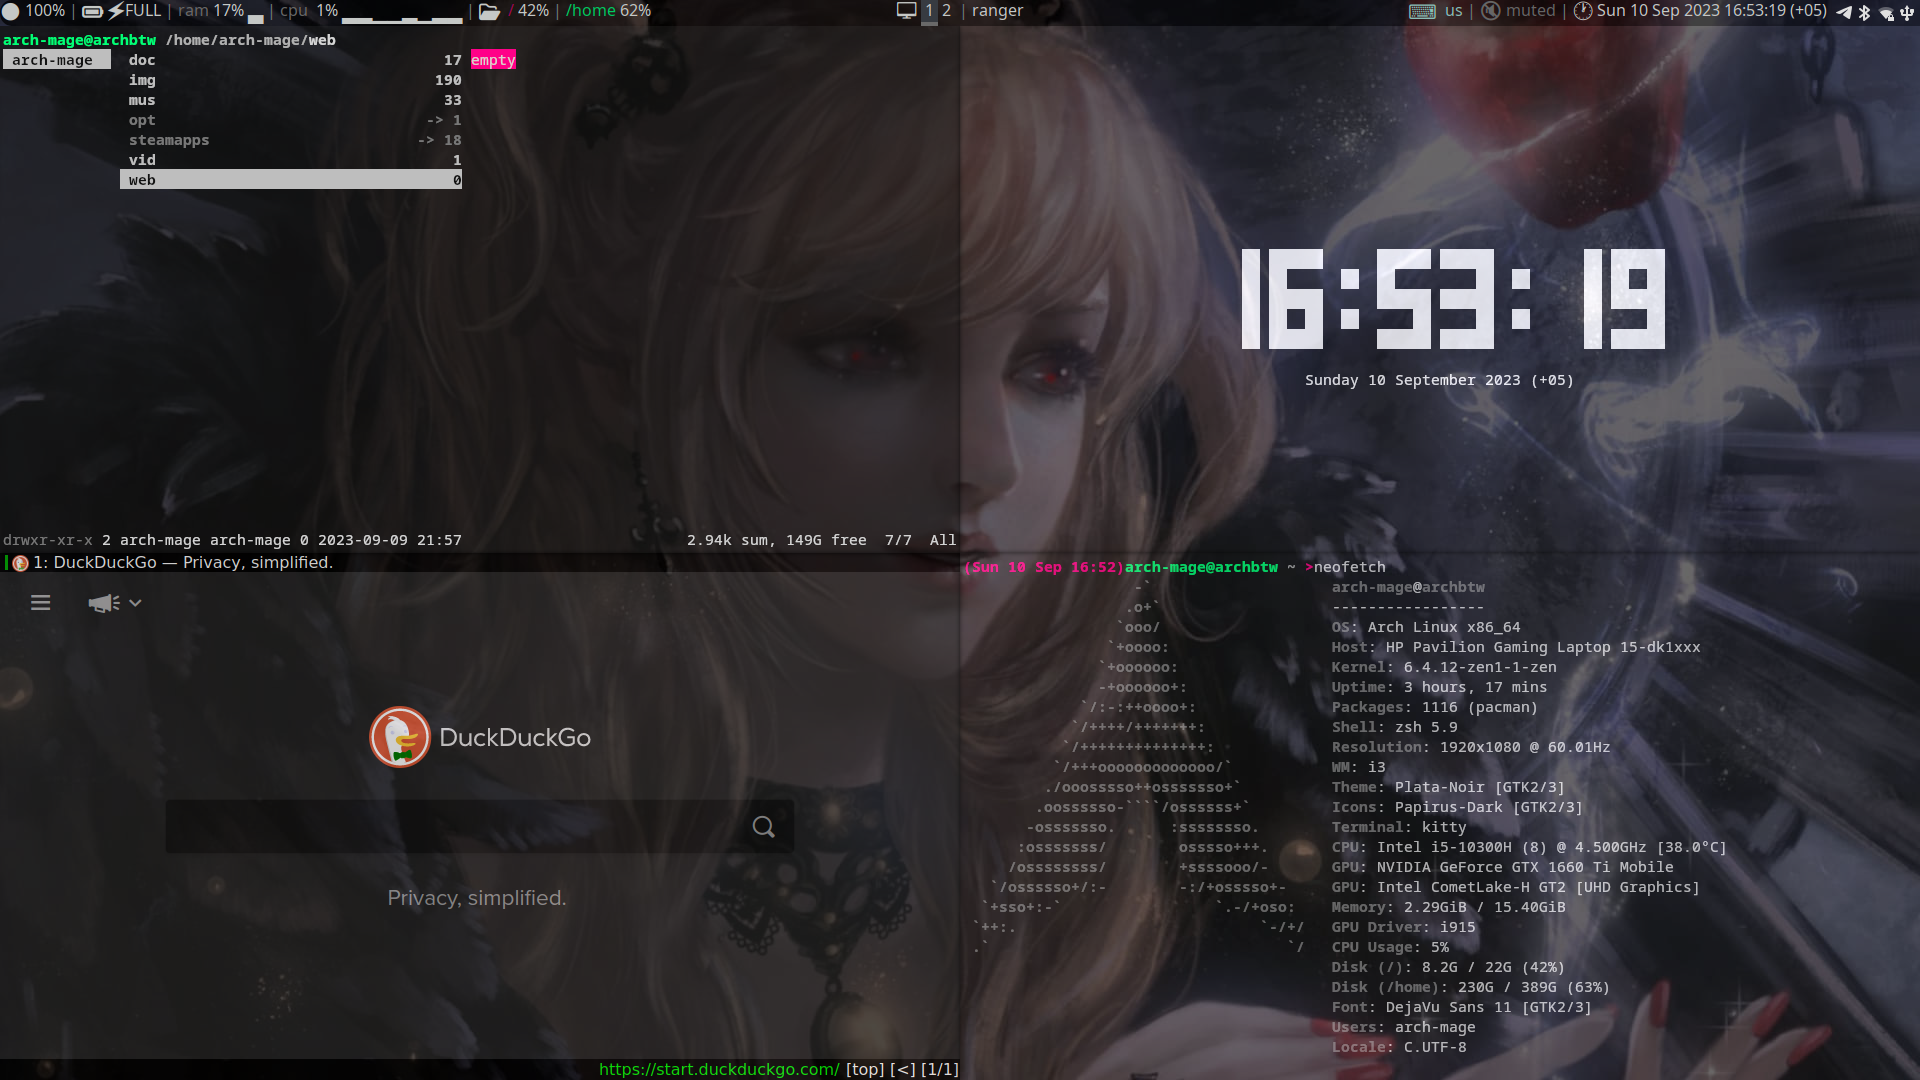 100% | FULL | ram 17% | cpu 1% | / 42% | /home 62%
1 2 | ranger
us | muted | Sun 10 Sep 2023 16:53:19 (+05)
arch-mage@archbtw /home/arch-mage/web
arch-mage doc 17 empty
img 190
mus 33
opt -> 1
steamapps -> 18
vid 1
web 0
drwxr-xr-x 2 arch-mage arch-mage 0 2023-09-09 21:57 2.94k sum, 149G free 7/7 All
16:53:19
Sunday 10 September 2023 (+05)
1: DuckDuckGo — Privacy, simplified.
DuckDuckGo
Privacy, simplified.
https://start.duckduckgo.com/ [top] [<] [1/1]
(Sun 10 Sep 16:52)arch-mage@archbtw ~ >neofetch
arch-mage@archbtw
-----------------
OS: Arch Linux x86_64
Host: HP Pavilion Gaming Laptop 15-dk1xxx
Kernel: 6.4.12-zen1-1-zen
Uptime: 3 hours, 17 mins
Packages: 1116 (pacman)
Shell: zsh 5.9
Resolution: 1920x1080 @ 60.01Hz
WM: i3
Theme: Plata-Noir [GTK2/3]
Icons: Papirus-Dark [GTK2/3]
Terminal: kitty
CPU: Intel i5-10300H (8) @ 4.500GHz [38.0°C]
GPU: NVIDIA GeForce GTX 1660 Ti Mobile
GPU: Intel CometLake-H GT2 [UHD Graphics]
Memory: 2.29GiB / 15.40GiB
GPU Driver: i915
CPU Usage: 5%
Disk (/): 8.2G / 22G (42%)
Disk (/home): 230G / 389G (63%)
Font: DejaVu Sans 11 [GTK2/3]
Users: arch-mage
Locale: C.UTF-8